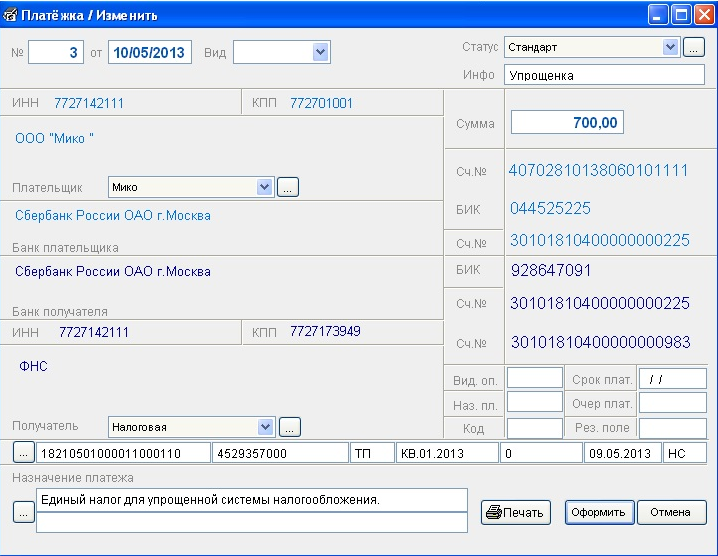 Платёжка / Изменить
№ 3 от 10/05/2013 Вид
Статус Стандарт ...
Инфо Упрощенка
ИНН 7727142111 КПП 772701001
ООО "Мико "
Сумма 700,00
Плательщик Мико ...
Сч.№ 40702810138060101111
Сбербанк России ОАО г.Москва
БИК 044525225
Банк плательщика
Сч.№ 30101810400000000225
Сбербанк России ОАО г.Москва
БИК 928647091
Банк получателя
Сч.№ 30101810400000000225
ИНН 7727142111 КПП 7727173949
Сч.№ 30101810400000000983
ФНС
Вид. оп. Срок плат. / /
Наз. пл. Очер плат.
Получатель Налоговая ...
Код Рез. поле
... 18210501000011000110 4529357000 ТП КВ.01.2013 0 09.05.2013 НС
Назначение платежа
Единый налог для упрощенной системы налогообложения.
... Печать Оформить Отмена